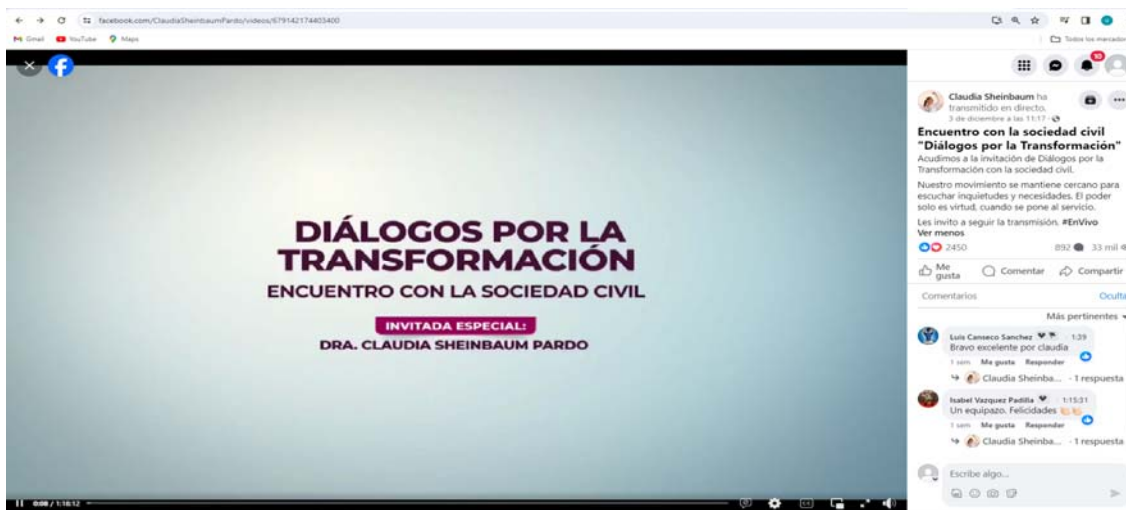 facebook.com/ClaudiaSheinbaumPardo/videos/679142174403400
Gmail YouTube Maps
Todos los marcador
DIÁLOGOS POR LA
TRANSFORMACIÓN
ENCUENTRO CON LA SOCIEDAD CIVIL
INVITADA ESPECIAL:
DRA. CLAUDIA SHEINBAUM PARDO
0:08 / 1:16:12
10
Claudia Sheinbaum ha
transmitido en directo.
3 de diciembre a las 11:17 ·
Encuentro con la sociedad civil
"Diálogos por la Transformación"
Acudimos a la invitación de Diálogos por la
Transformación con la sociedad civil.
Nuestro movimiento se mantiene cercano para
escuchar inquietudes y necesidades. El poder
solo es virtud, cuando se pone al servicio.
Les invito a seguir la transmisión. #EnVivo
Ver menos
2450 892 33 mil
Me
gusta Comentar Compartir
Comentarios Oculta
Más pertinentes
Luis Canseco Sanchez 1:39
Bravo excelente por claudia
1 sem Me gusta Responder
Claudia Sheinba... · 1 respuesta
Isabel Vazquez Padilla 1:15:31
Un equipazo. Felicidades
1 sem Me gusta Responder
Claudia Sheinba... · 1 respuesta
Escribe algo...